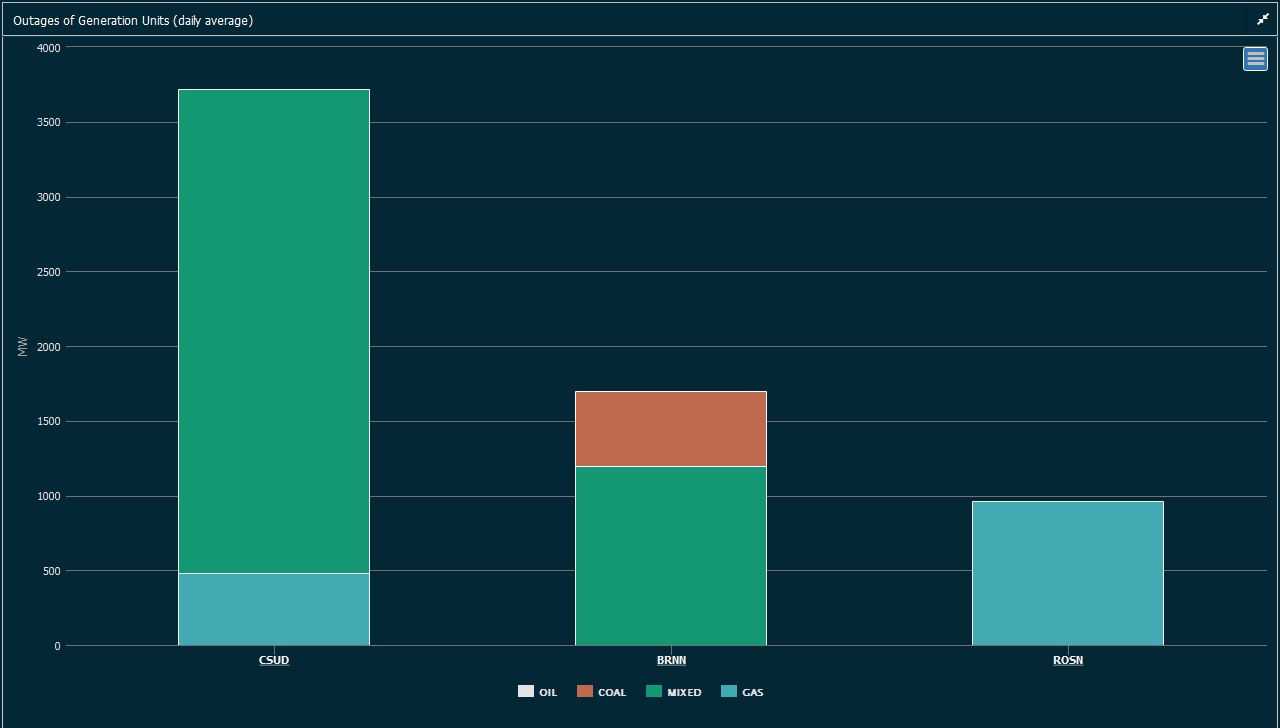 Outages of Generation Units (daily average)
4000
3500
3000
2500
2000
1500
1000
500
0
MW
CSUD BRNN ROSN
OIL COAL MIXED GAS